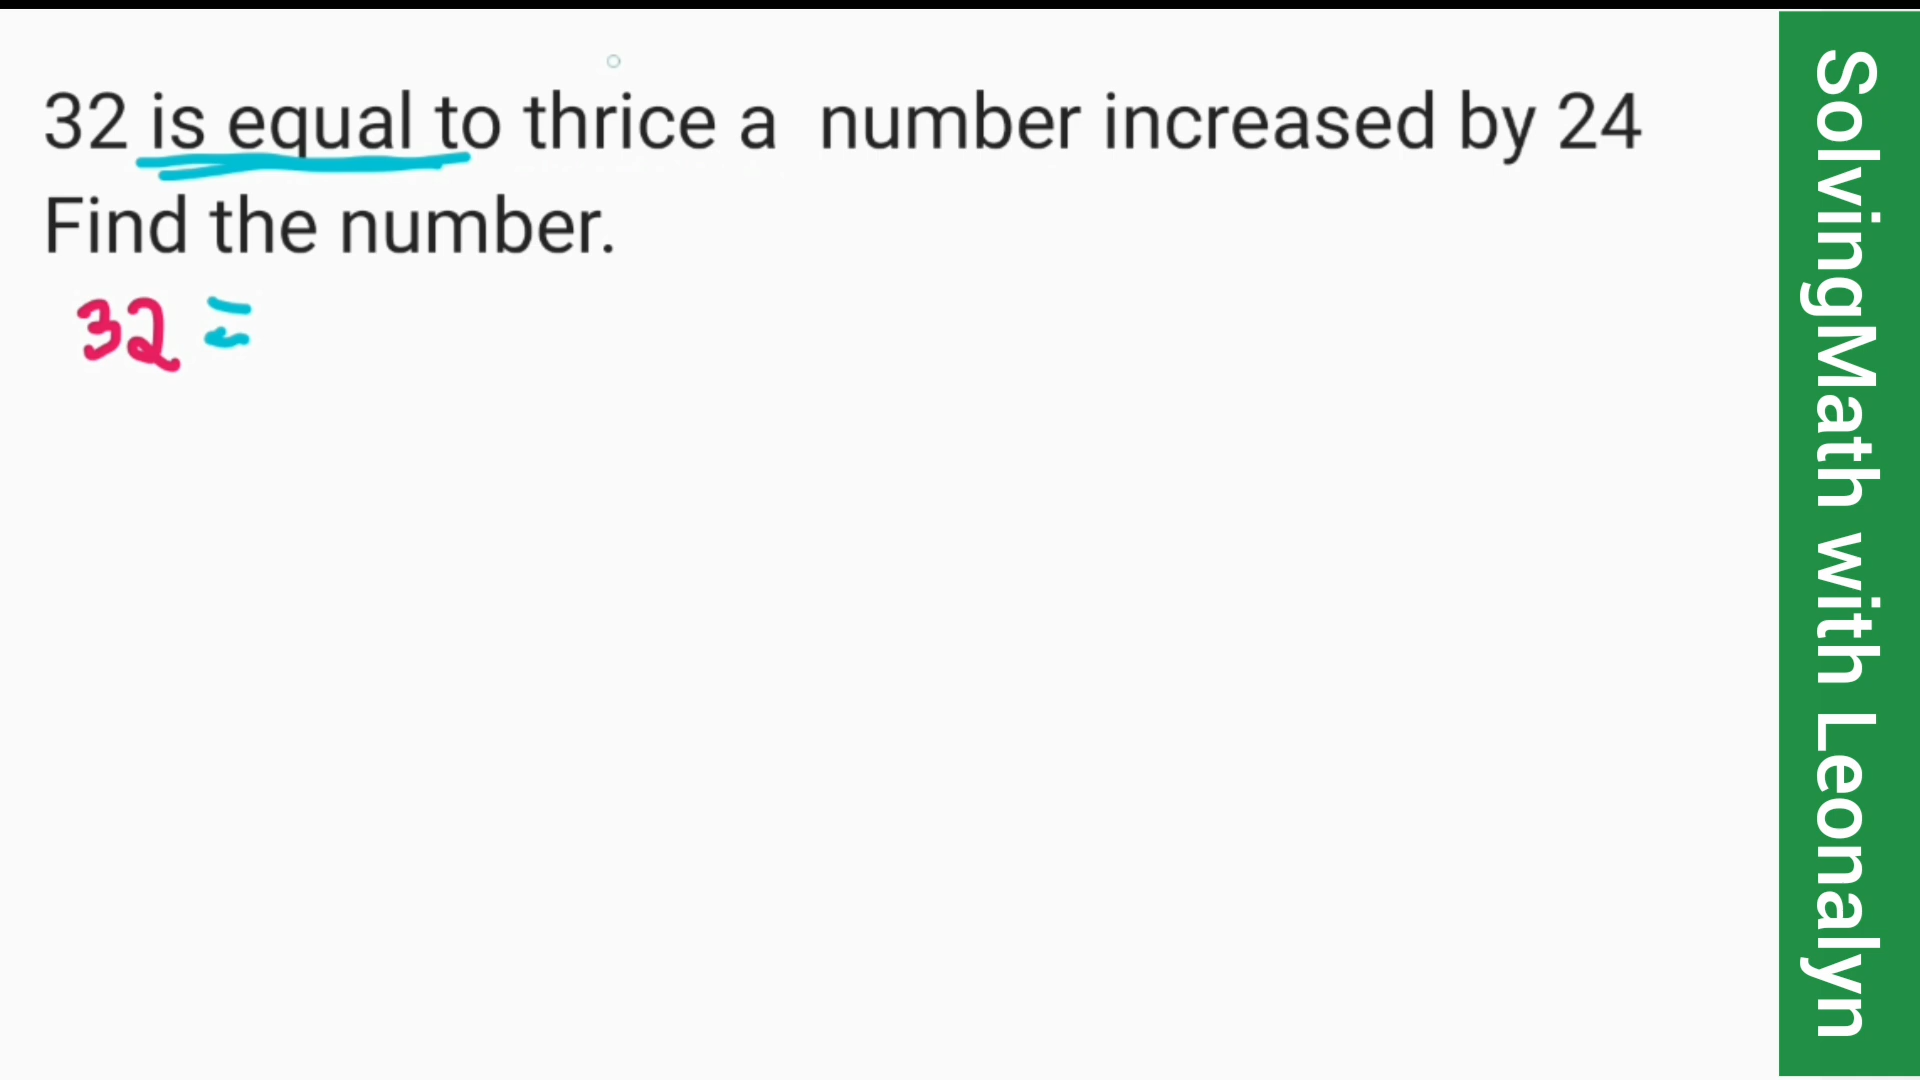 32 is equal to thrice a number increased by 24
Find the number.
32 =
SolvingMath with Leonalyn